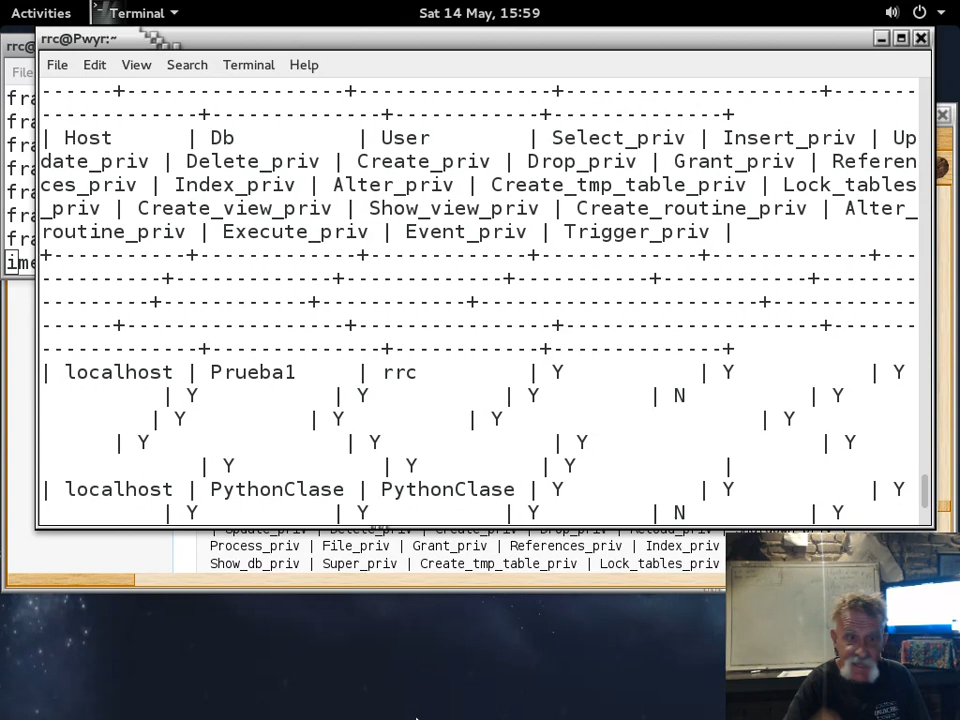 Activities Terminal Sat 14 May, 15:59
rrc@ rrc@Pwyr:~
File Edit View Search Terminal Help
------+-------------------+----------------+----------------------+-------
-------------+--------------+------------+--------------+
| Host | Db | User | Select_priv | Insert_priv | Up
date_priv | Delete_priv | Create_priv | Drop_priv | Grant_priv | Referen
ces_priv | Index_priv | Alter_priv | Create_tmp_table_priv | Lock_tables
_priv | Create_view_priv | Show_view_priv | Create_routine_priv | Alter_
routine_priv | Execute_priv | Event_priv | Trigger_priv |
+-----------+-------------+-------------+-------------+-------------+---
----------+-------------+-------------+-----------+------------+--------
---------+------------+------------+-----------------------+------------
------+------------------+----------------+---------------------+-------
-------------+--------------+------------+--------------+
| localhost | Prueba1 | rrc | Y | Y | Y
| Y | Y | Y | N | Y
| Y | Y | Y | Y
| Y | Y | Y | Y
| Y | Y | Y |
| localhost | PythonClase | PythonClase | Y | Y | Y
| Y | Y | Y | N | Y
Process_priv | File_priv | Grant_priv | References_priv | Index_priv
Show_db_priv | Super_priv | Create_tmp_table_priv | Lock_tables_priv